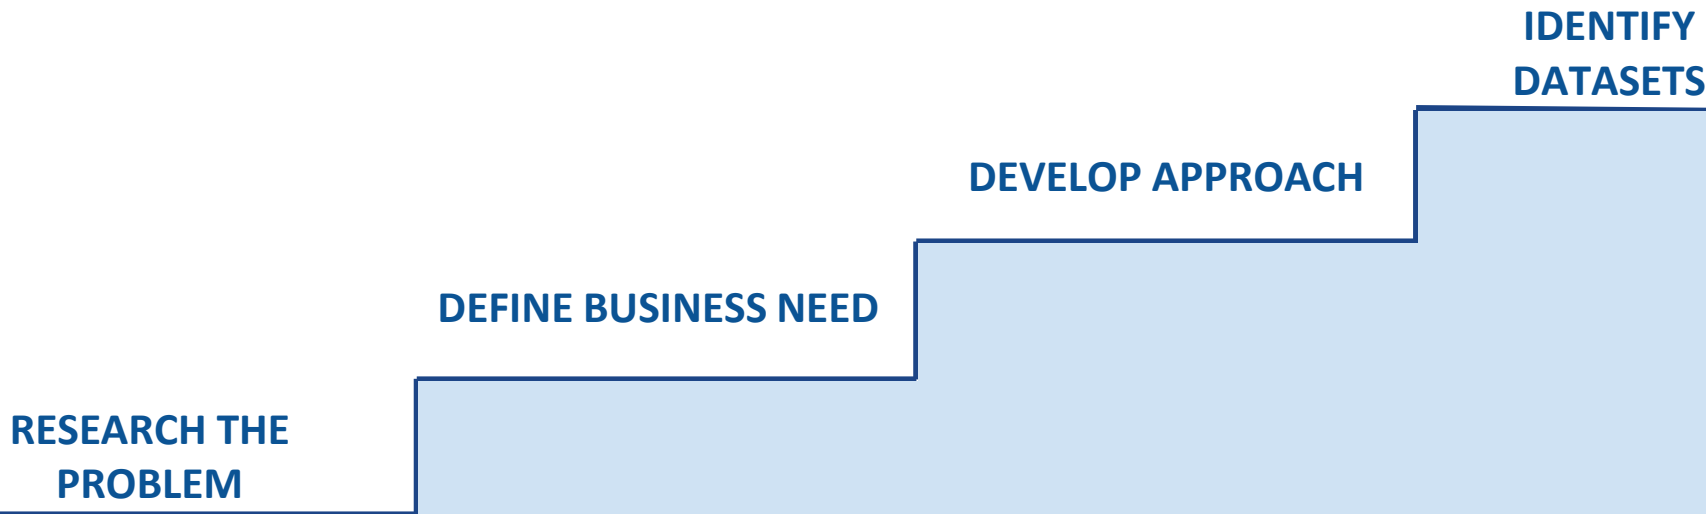 RESEARCH THE
PROBLEM
DEFINE BUSINESS NEED
DEVELOP APPROACH
IDENTIFY
DATASETS